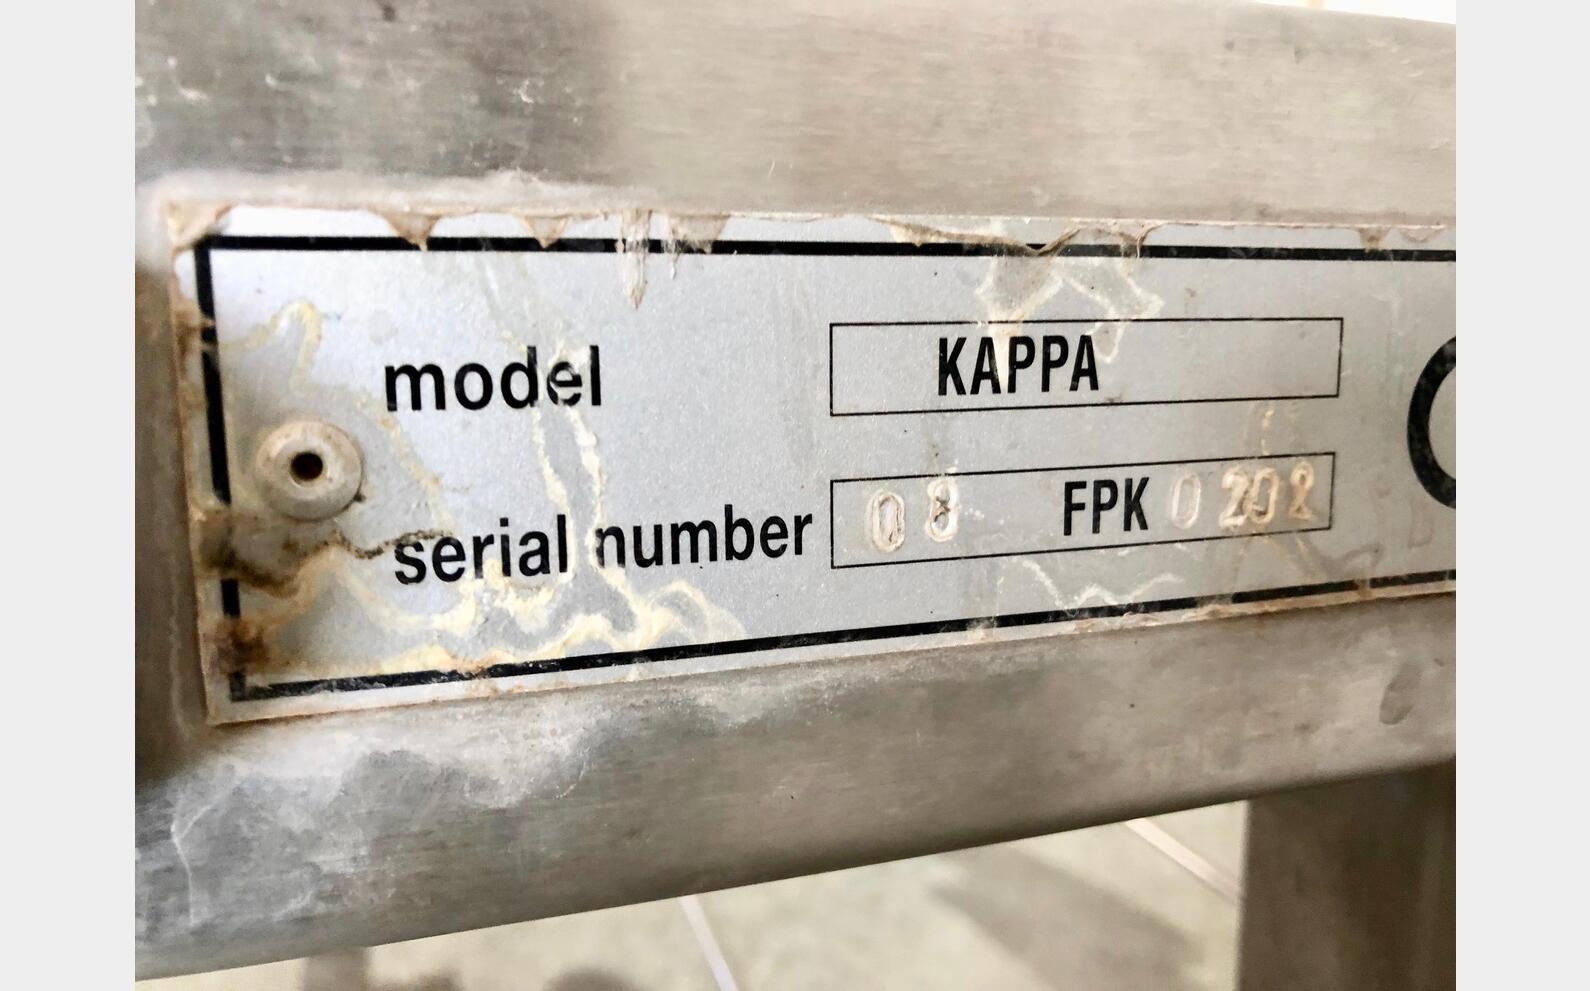 model KAPPA
serial number 08 FPK 0202